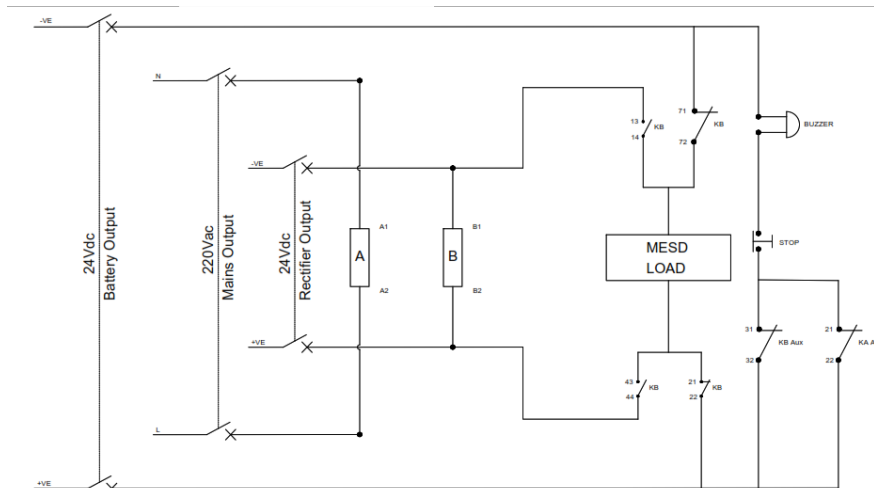 -VE
N
-VE
24Vdc
Battery Output
220Vac
Mains Output
24Vdc
Rectifier Output
+VE
L
+VE
A
A1
A2
B
B1
B2
13
14
KB
71
72
KB
BUZZER
MESD
LOAD
STOP
43
44
KB
21
22
KB
31
32
KB Aux
21
22
KA A